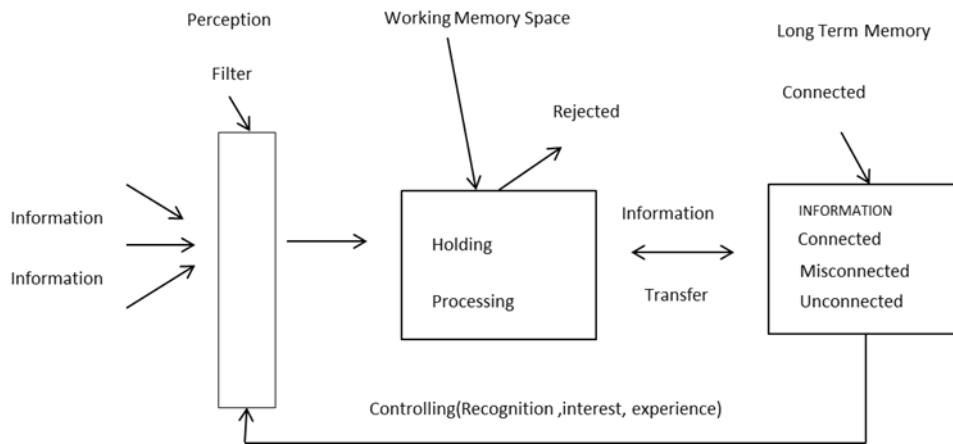 Perception
Working Memory Space
Long Term Memory
Filter
Connected
Rejected
Information
Information
Holding
Processing
Information
Transfer
INFORMATION
Connected
Misconnected
Unconnected
Controlling(Recognition ,interest, experience)